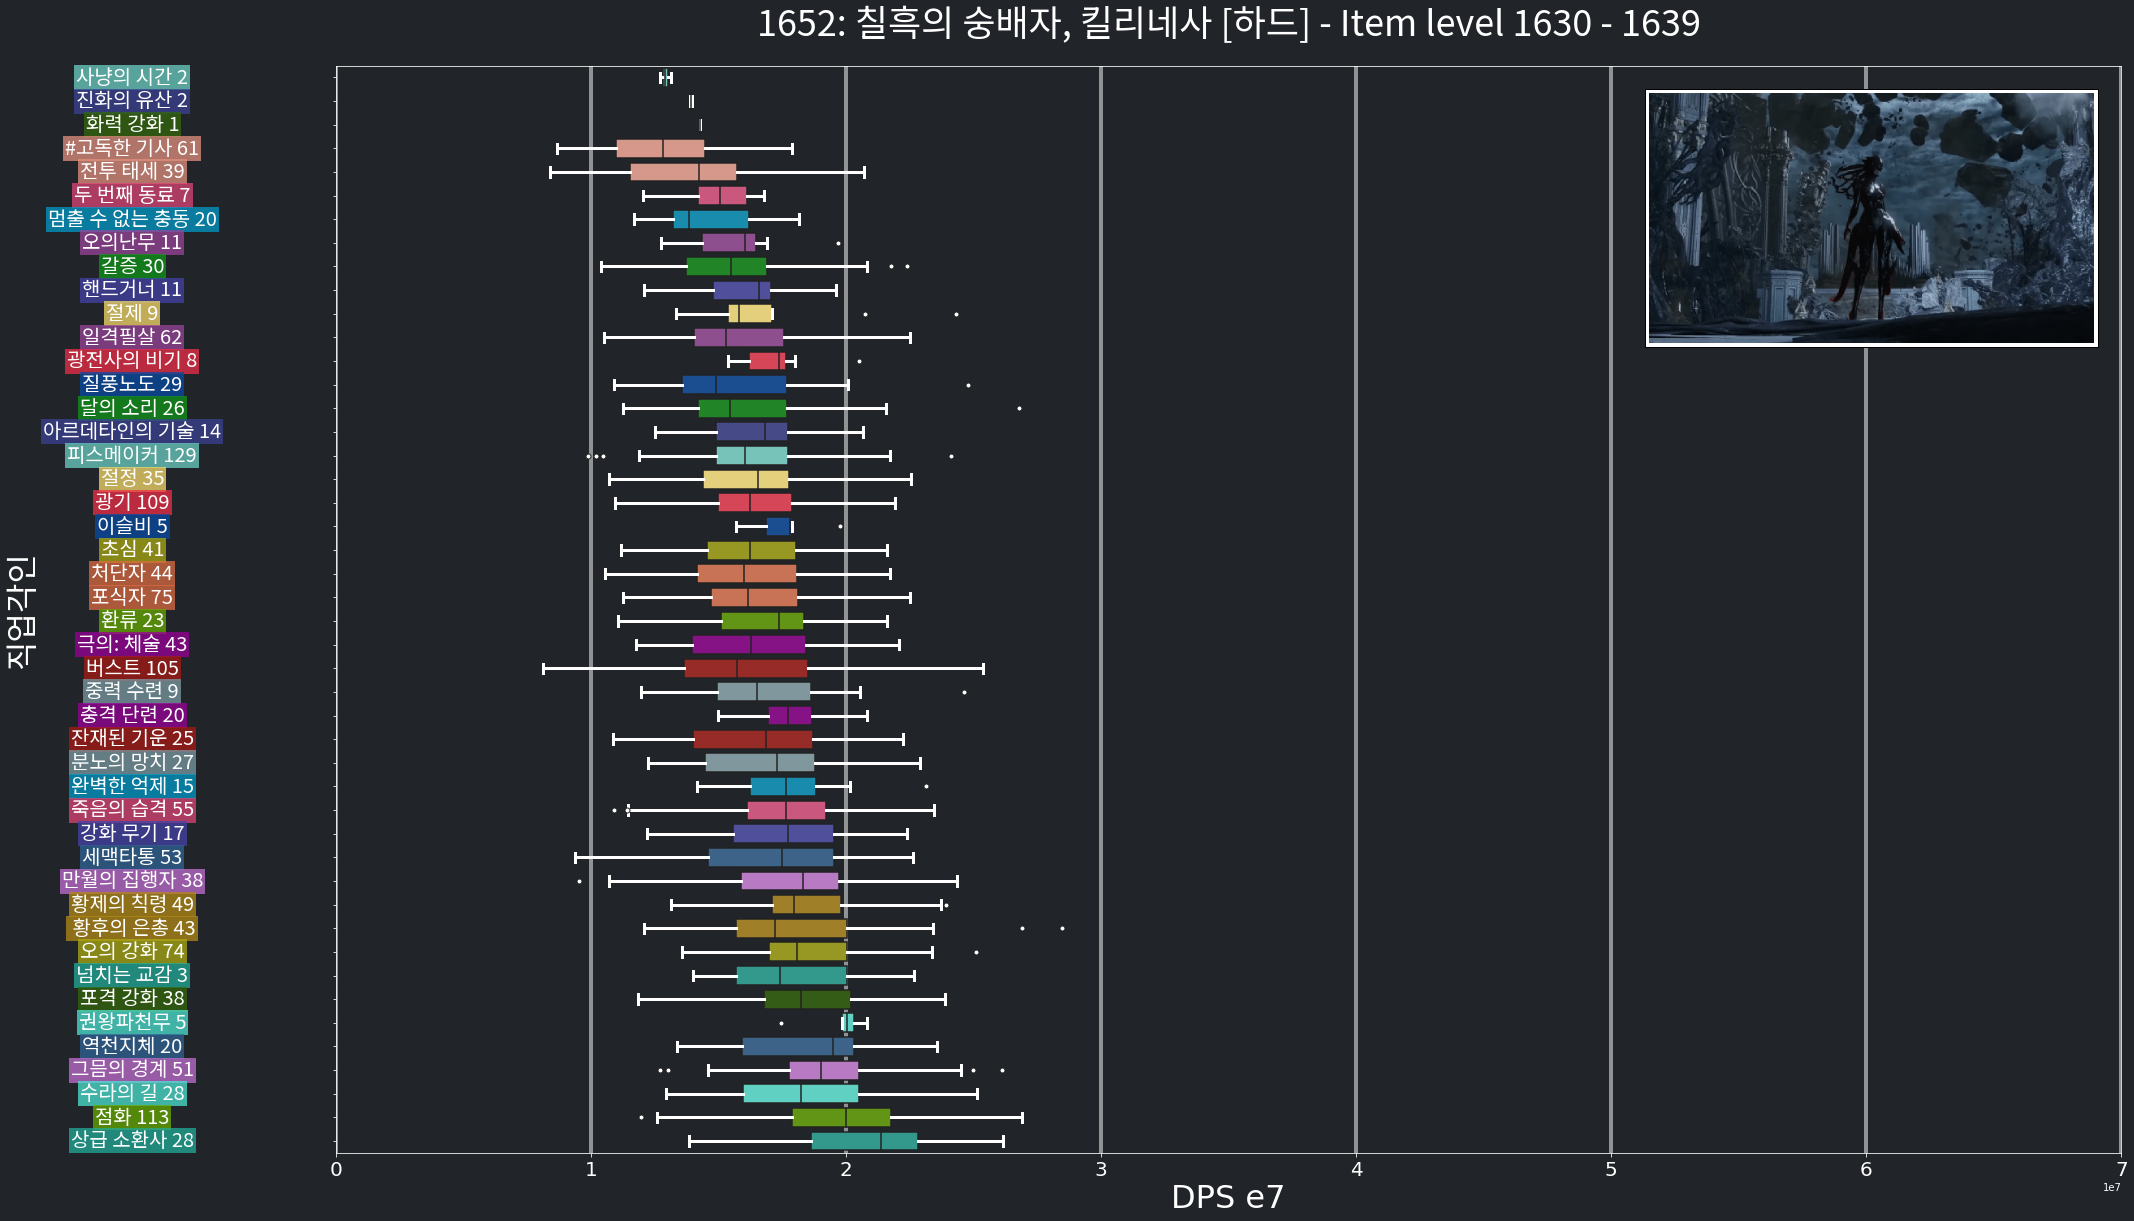 1652: 칠흑의 숭배자, 킬리네사 [하드] - Item level 1630 - 1639
사냥의 시간 2
진화의 유산 2
화력 강화 1
#고독한 기사 61
전투 태세 39
두 번째 동료 7
멈출 수 없는 충동 20
오의난무 11
갈증 30
핸드거너 11
절제 9
일격필살 62
광전사의 비기 8
질풍노도 29
달의 소리 26
아르데타인의 기술 14
피스메이커 129
절정 35
광기 109
이슬비 5
초심 41
처단자 44
포식자 75
환류 23
극의: 체술 43
버스트 105
중력 수련 9
충격 단련 20
잔재된 기운 25
분노의 망치 27
완벽한 억제 15
죽음의 습격 55
강화 무기 17
세맥타통 53
만월의 집행자 38
황제의 칙령 49
황후의 은총 43
오의 강화 74
넘치는 교감 3
포격 강화 38
권왕파천무 5
역천지체 20
그믐의 경계 51
수라의 길 28
점화 113
상급 소환사 28
직업각인
0 1 2 3 4 5 6 7
1e7
DPS e7